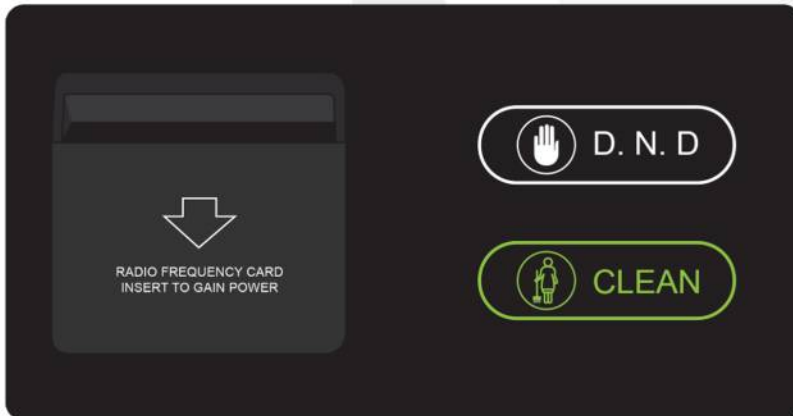 RADIO FREQUENCY CARD
INSERT TO GAIN POWER
D. N. D
CLEAN